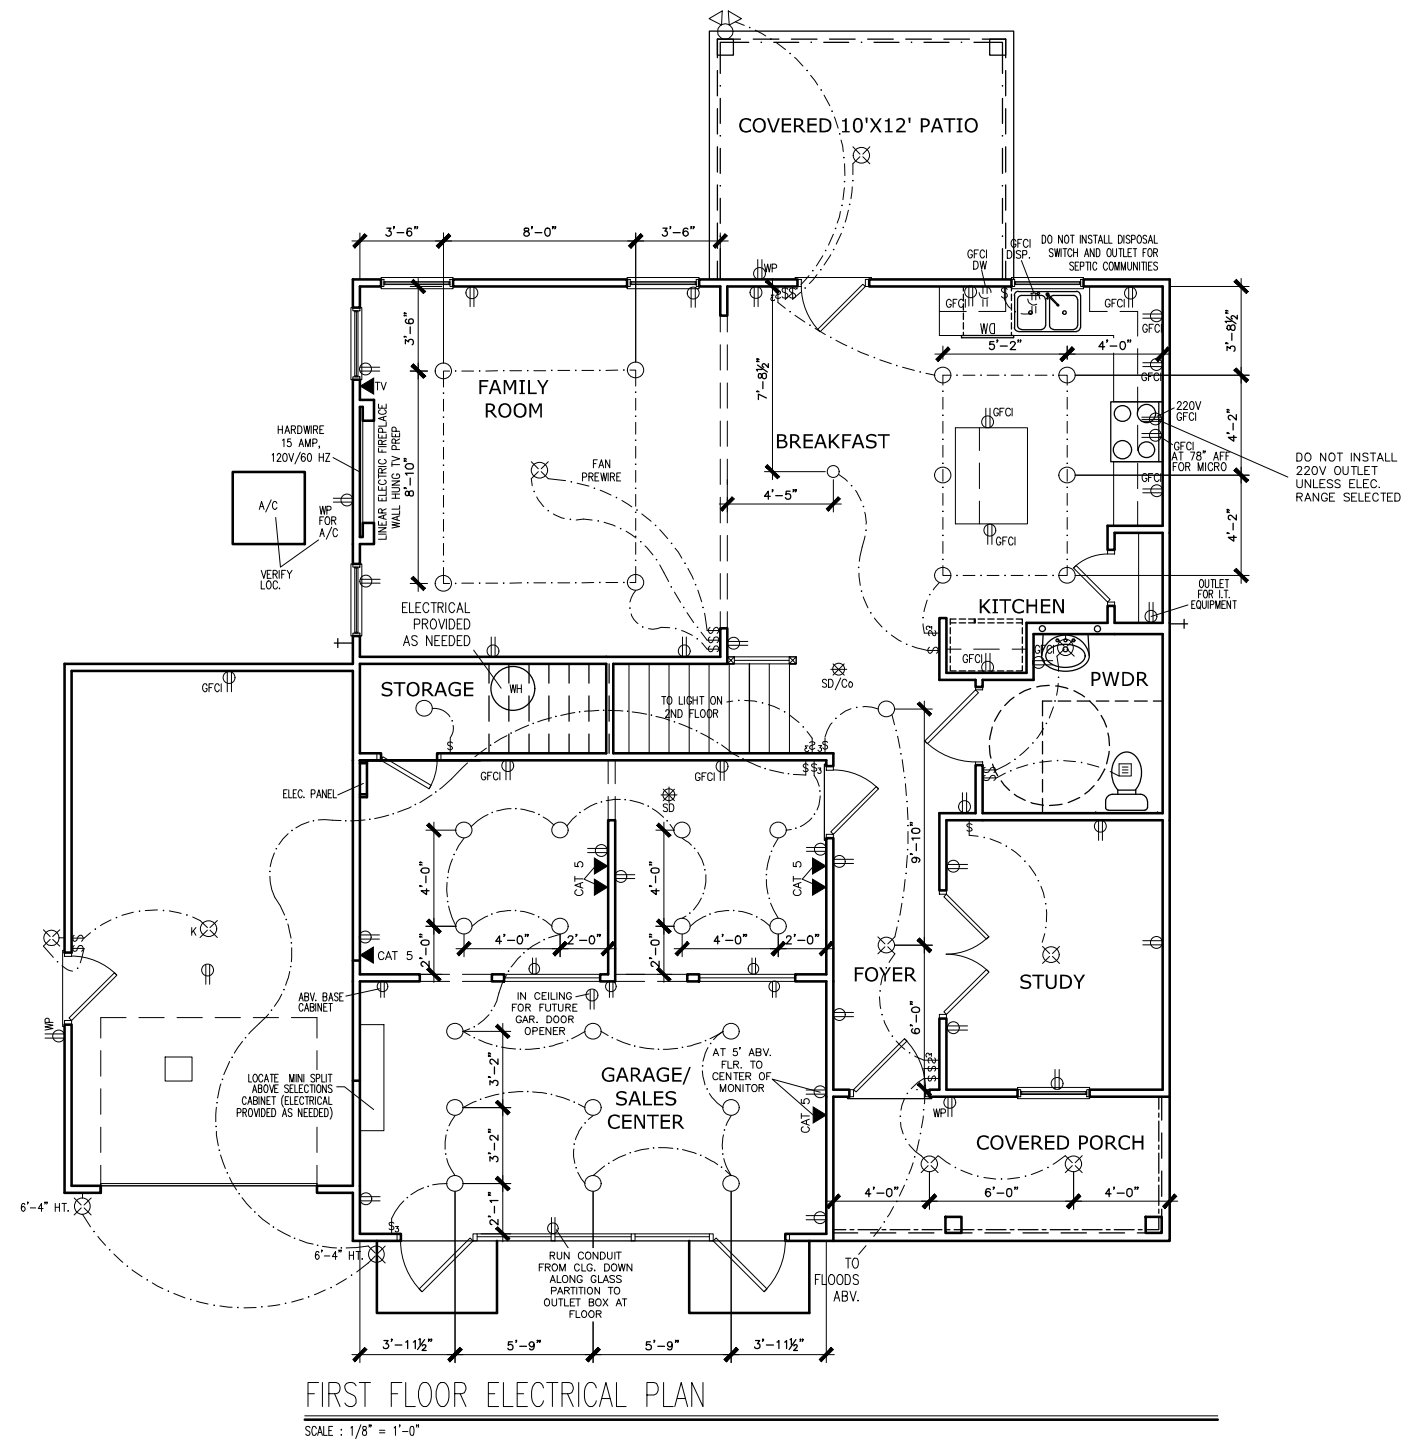 COVERED 10'X12' PATIO
3'-6"
8'-0"
3'-6"
WP
GFCI
DW
GFCI
DISP.
DO NOT INSTALL DISPOSAL
SWITCH AND OUTLET FOR
SEPTIC COMMUNITIES
GFCI
GFCI
GFCI
DW
3'-6"
5'-2"
4'-0"
3'-8½"
7'-8½"
TV
FAMILY
ROOM
GFCI
GFCI
220V
GFCI
4'-2"
HARDWIRE
15 AMP,
120V/60 HZ
LINEAR ELECTRIC FIREPLACE
WALL HUNG TV PREP
8'-10"
BREAKFAST
GFCI
AT 78" AFF
FOR MICRO
DO NOT INSTALL
220V OUTLET
UNLESS ELEC.
RANGE SELECTED
FAN
PREWIRE
4'-5"
GFCI
GFCI
4'-2"
A/C
WP
FOR
A/C
VERIFY
LOC.
OUTLET
FOR I.T.
EQUIPMENT
KITCHEN
ELECTRICAL
PROVIDED
AS NEEDED
GFCI
GFCI
STORAGE
WH
GFCI
TO LIGHT ON
2ND FLOOR
SD/Co
PWDR
GFCI
GFCI
ELEC. PANEL
SD
4'-0"
CAT 5
4'-0"
CAT 5
9'-10"
K
4'-0"
2'-0"
4'-0"
2'-0"
2'-0"
2'-0"
CAT 5
FOYER
STUDY
ABV. BASE
CABINET
IN CEILING
FOR FUTURE
GAR. DOOR
OPENER
WP
6'-0"
LOCATE MINI SPLIT
ABOVE SELECTIONS
CABINET (ELECTRICAL
PROVIDED AS NEEDED)
3'-2"
GARAGE/
SALES
CENTER
AT 5' ABV.
FLR. TO
CENTER OF
MONITOR
CAT 5
WP
COVERED PORCH
3'-2"
4'-0"
6'-0"
4'-0"
6'-4" HT.
2'-1"
6'-4" HT.
RUN CONDUIT
FROM CLG. DOWN
ALONG GLASS
PARTITION TO
OUTLET BOX AT
FLOOR
TO
FLOODS
ABV.
3'-11½"
5'-9"
5'-9"
3'-11½"
FIRST FLOOR ELECTRICAL PLAN
SCALE : 1/8" = 1'-0"